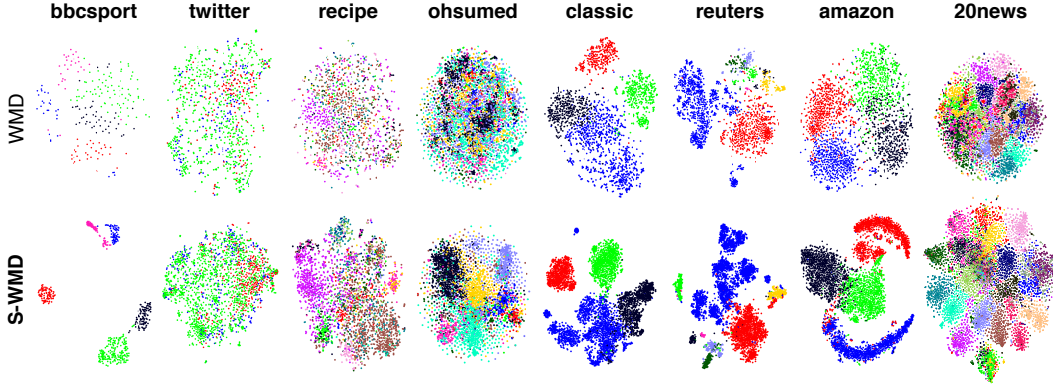 bbcsport twitter recipe ohsumed classic reuters amazon 20news
WMD
S-WMD